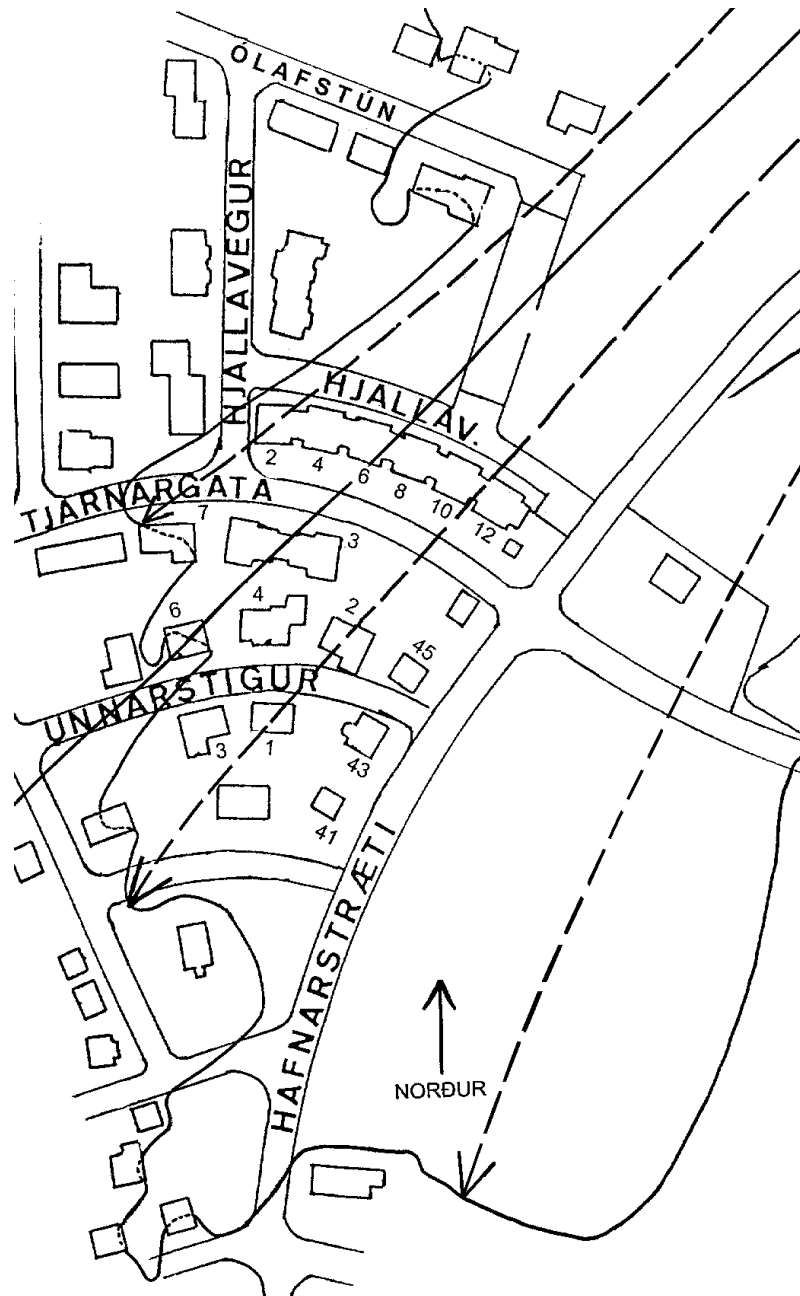 ÓLAFSTÚN
HJALLAVEGUR
HJALLAV.
2
4
6
8
10
12
TJARNARGATA
7
3
6
4
2
45
UNNARSTIGUR
3
1
43
41
HAFNARSTRÆTI
NORÐUR